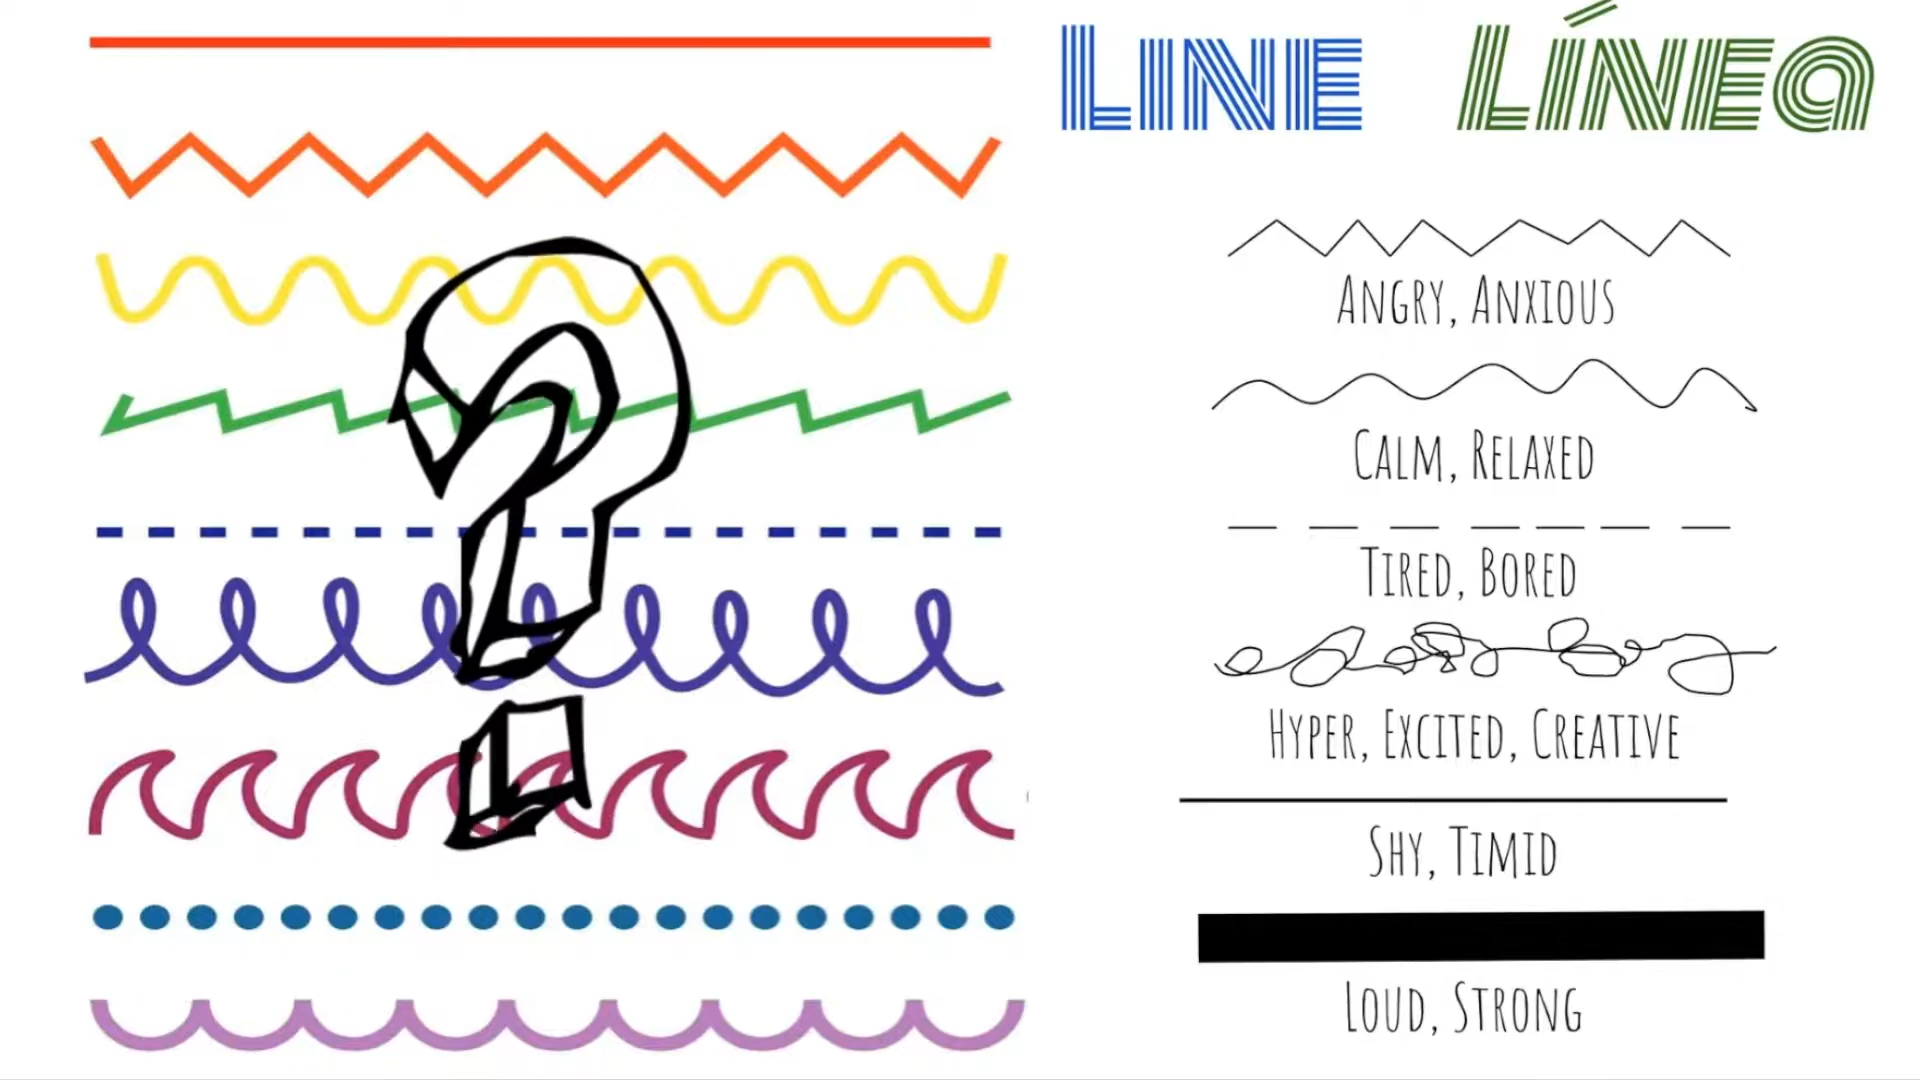 LINE LÍNEA
ANGRY, ANXIOUS
CALM, RELAXED
TIRED, BORED
HYPER, EXCITED, CREATIVE
SHY, TIMID
LOUD, STRONG
?